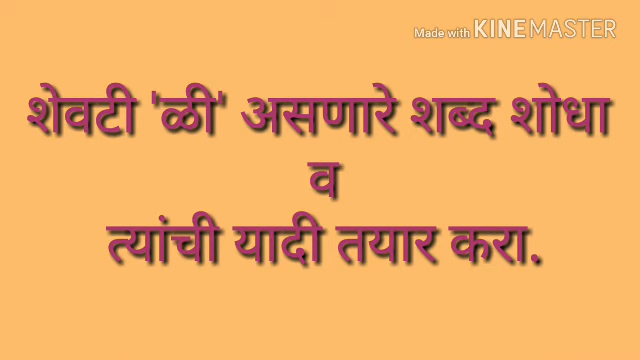 Made with KINEMASTER
शेवटी 'ळी' असणारे शब्द शोधा
व
त्यांची यादी तयार करा.